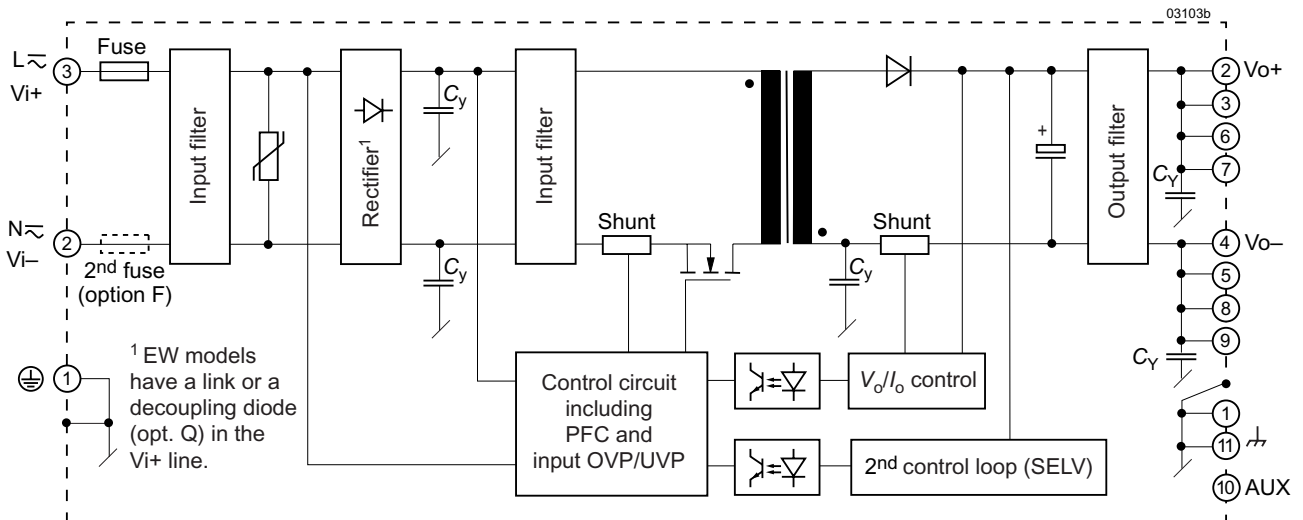 03103b
L
3
Vi+
Fuse
Input filter
Rectifier1
Cy
Cy
Input filter
Shunt
Cy
Shunt
+
Output filter
CY
2 Vo+
3
6
7
N
2
Vi–
2nd fuse
(option F)
4 Vo–
5
8
9
CY
1
1 EW models
have a link or a
decoupling diode
(opt. Q) in the
Vi+ line.
Control circuit
including
PFC and
input OVP/UVP
Vo/Io control
2nd control loop (SELV)
1
11
10 AUX